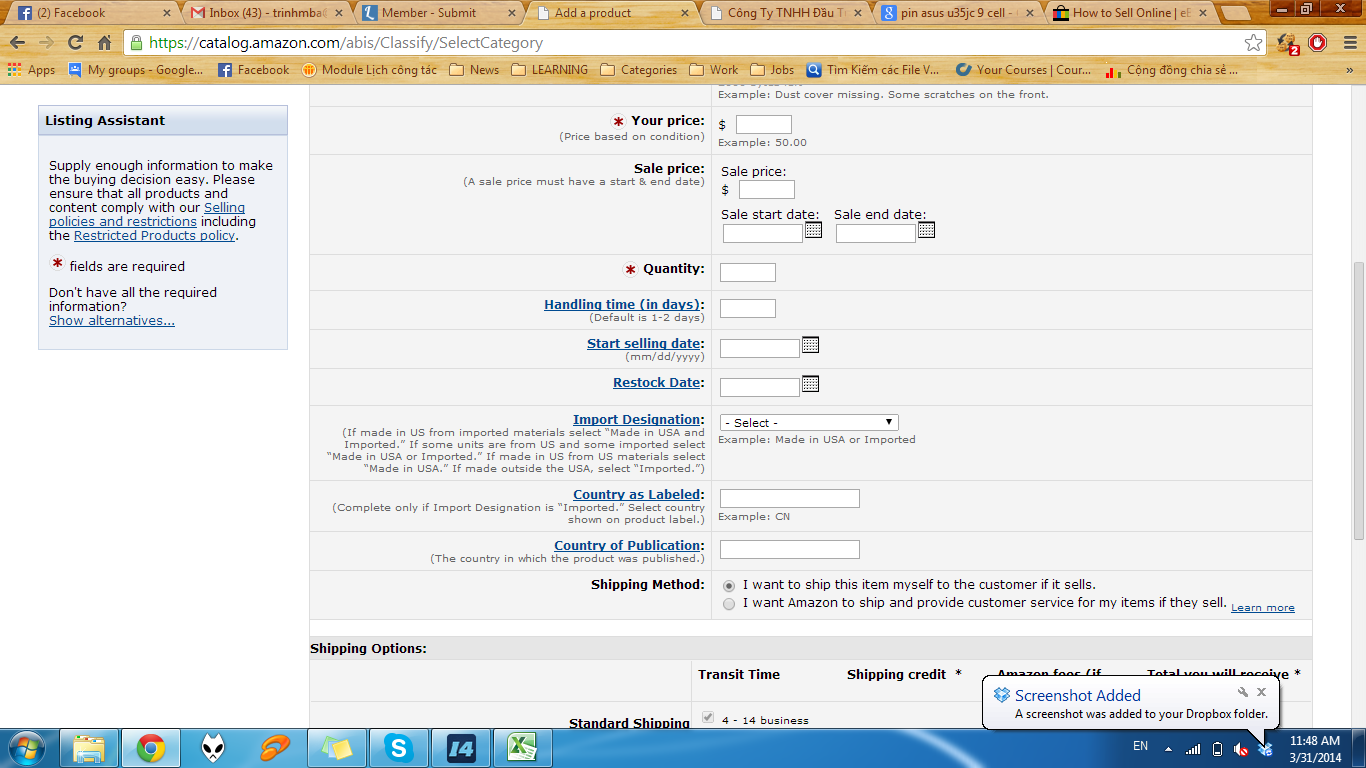 (2) Facebook
Inbox (43) - trinhmba
Member - Submit
Add a product
Công Ty TNHH Đầu T
pin asus u35jc 9 cell -
How to Sell Online | eB
https://catalog.amazon.com/abis/Classify/SelectCategory
2
Apps
My groups - Google...
Facebook
Module Lịch công tác
News
LEARNING
Categories
Work
Jobs
Tìm Kiếm các File V...
Your Courses | Cour...
Cộng đồng chia sẻ ...
»
Example: Dust cover missing. Some scratches on the front.
Listing Assistant
Supply enough information to make
the buying decision easy. Please
ensure that all products and
content comply with our Selling
policies and restrictions including
the Restricted Products policy.
* fields are required
Don't have all the required
information?
Show alternatives...
* Your price:
(Price based on condition)
$
Example: 50.00
Sale price:
(A sale price must have a start & end date)
Sale price:
$
Sale start date:
Sale end date:
* Quantity:
Handling time (in days):
(Default is 1-2 days)
Start selling date:
(mm/dd/yyyy)
Restock Date:
Import Designation:
(If made in US from imported materials select “Made in USA and
Imported.” If some units are from US and some imported select
“Made in USA or Imported.” If made in US from US materials select
“Made in USA.” If made outside the USA, select “Imported.”)
- Select -
Example: Made in USA or Imported
Country as Labeled:
(Complete only if Import Designation is “Imported.” Select country
shown on product label.)
Example: CN
Country of Publication:
(The country in which the product was published.)
Shipping Method:
I want to ship this item myself to the customer if it sells.
I want Amazon to ship and provide customer service for my items if they sell. Learn more
Shipping Options:
Transit Time
Shipping credit *
Amazon fees (if
Total you will receive *
Standard Shipping
4 - 14 business
Screenshot Added
A screenshot was added to your Dropbox folder.
S
I4
EN
11:48 AM
3/31/2014